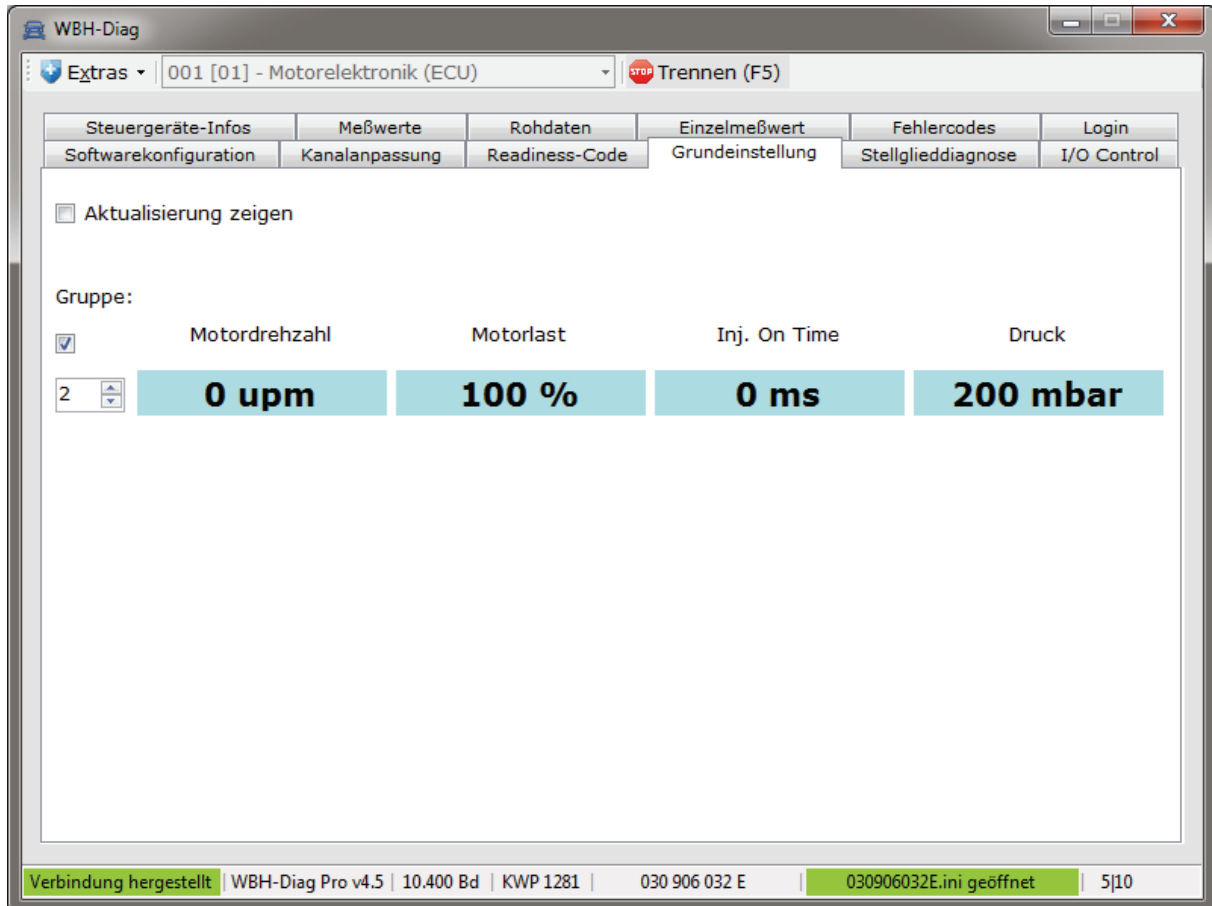 WBH-Diag
Extras 001 [01] - Motorelektronik (ECU) STOP Trennen (F5)
Steuergeräte-Infos Meßwerte Rohdaten Einzelmeßwert Fehlercodes Login
Softwarekonfiguration Kanalanpassung Readiness-Code Grundeinstellung Stellglieddiagnose I/O Control
Aktualisierung zeigen
Gruppe:
Motordrehzahl Motorlast Inj. On Time Druck
2 0 upm 100 % 0 ms 200 mbar
Verbindung hergestellt | WBH-Diag Pro v4.5 | 10.400 Bd | KWP 1281 | 030 906 032 E | 030906032E.ini geöffnet | 5|10